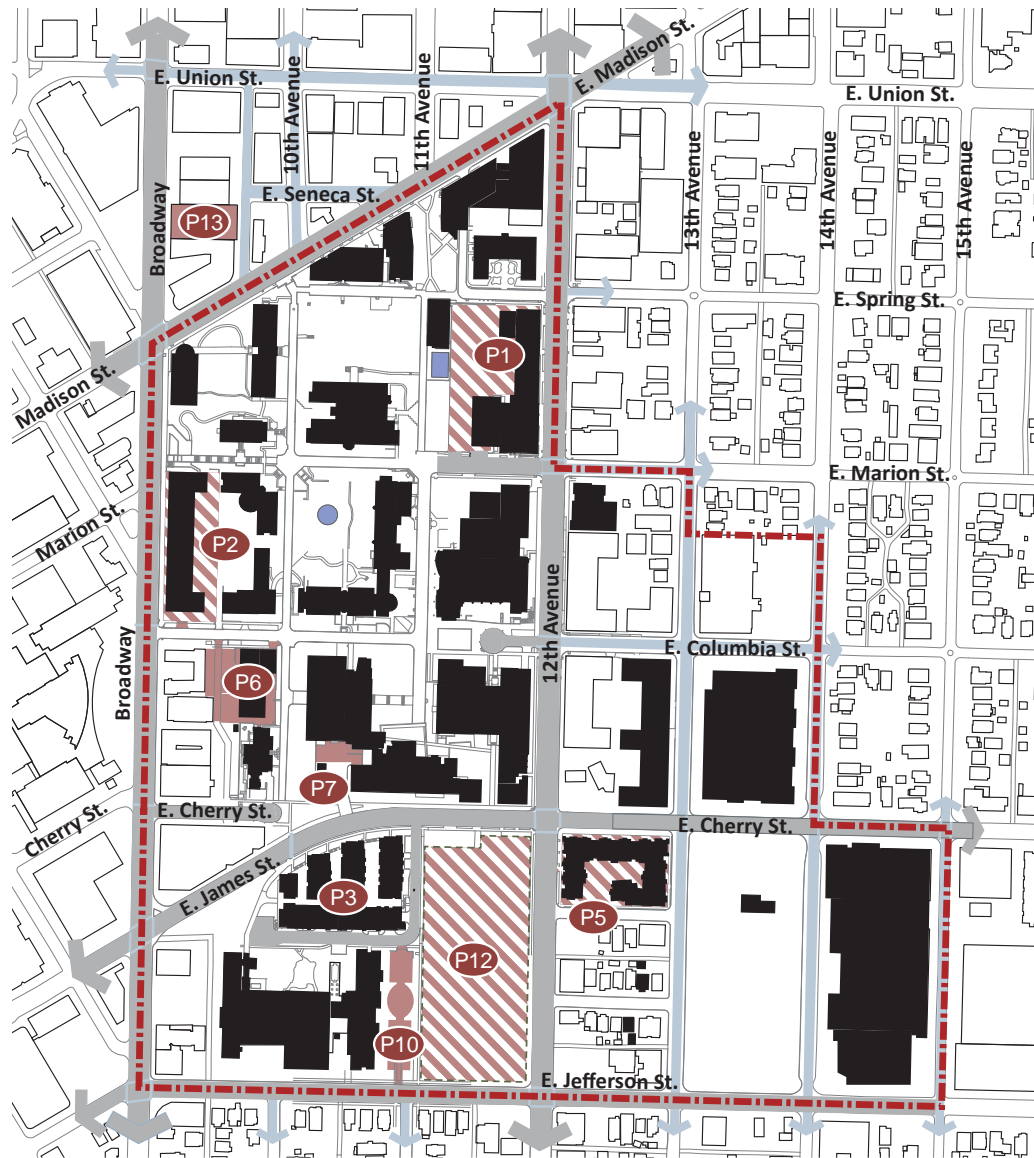 E. Madison St.
E. Union St.
E. Union St.
10th Avenue
11th Avenue
13th Avenue
14th Avenue
15th Avenue
E. Seneca St.
P13
Broadway
E. Spring St.
P1
Madison St.
E. Marion St.
Marion St.
P2
12th Avenue
E. Columbia St.
Broadway
P6
P7
E. Cherry St.
Cherry St.
E. Cherry St.
E. James St.
P3
P5
P12
P10
E. Jefferson St.